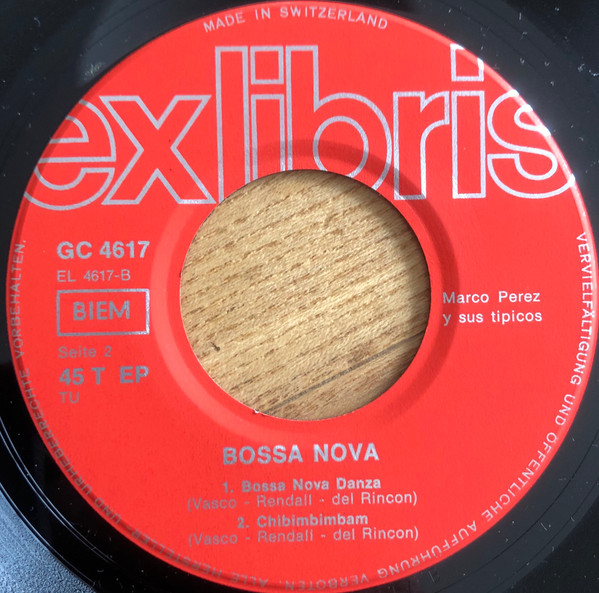 MADE IN SWITZERLAND
exlibris
GC 4617
EL 4617-B
BIEM
Seite 2
45 T EP
TU
Marco Perez
y sus tipicos
BOSSA NOVA
1. Bossa Nova Danza
(Vasco - Rendall - del Rincon)
2. Chibimbimbam
(Vasco - Rendall - del Rincon)
VERVIELFÄLTIGUNG UND ÖFFENTLICHE AUFFÜHRUNG VERBOTEN. ALLE VORBEHALTEN.